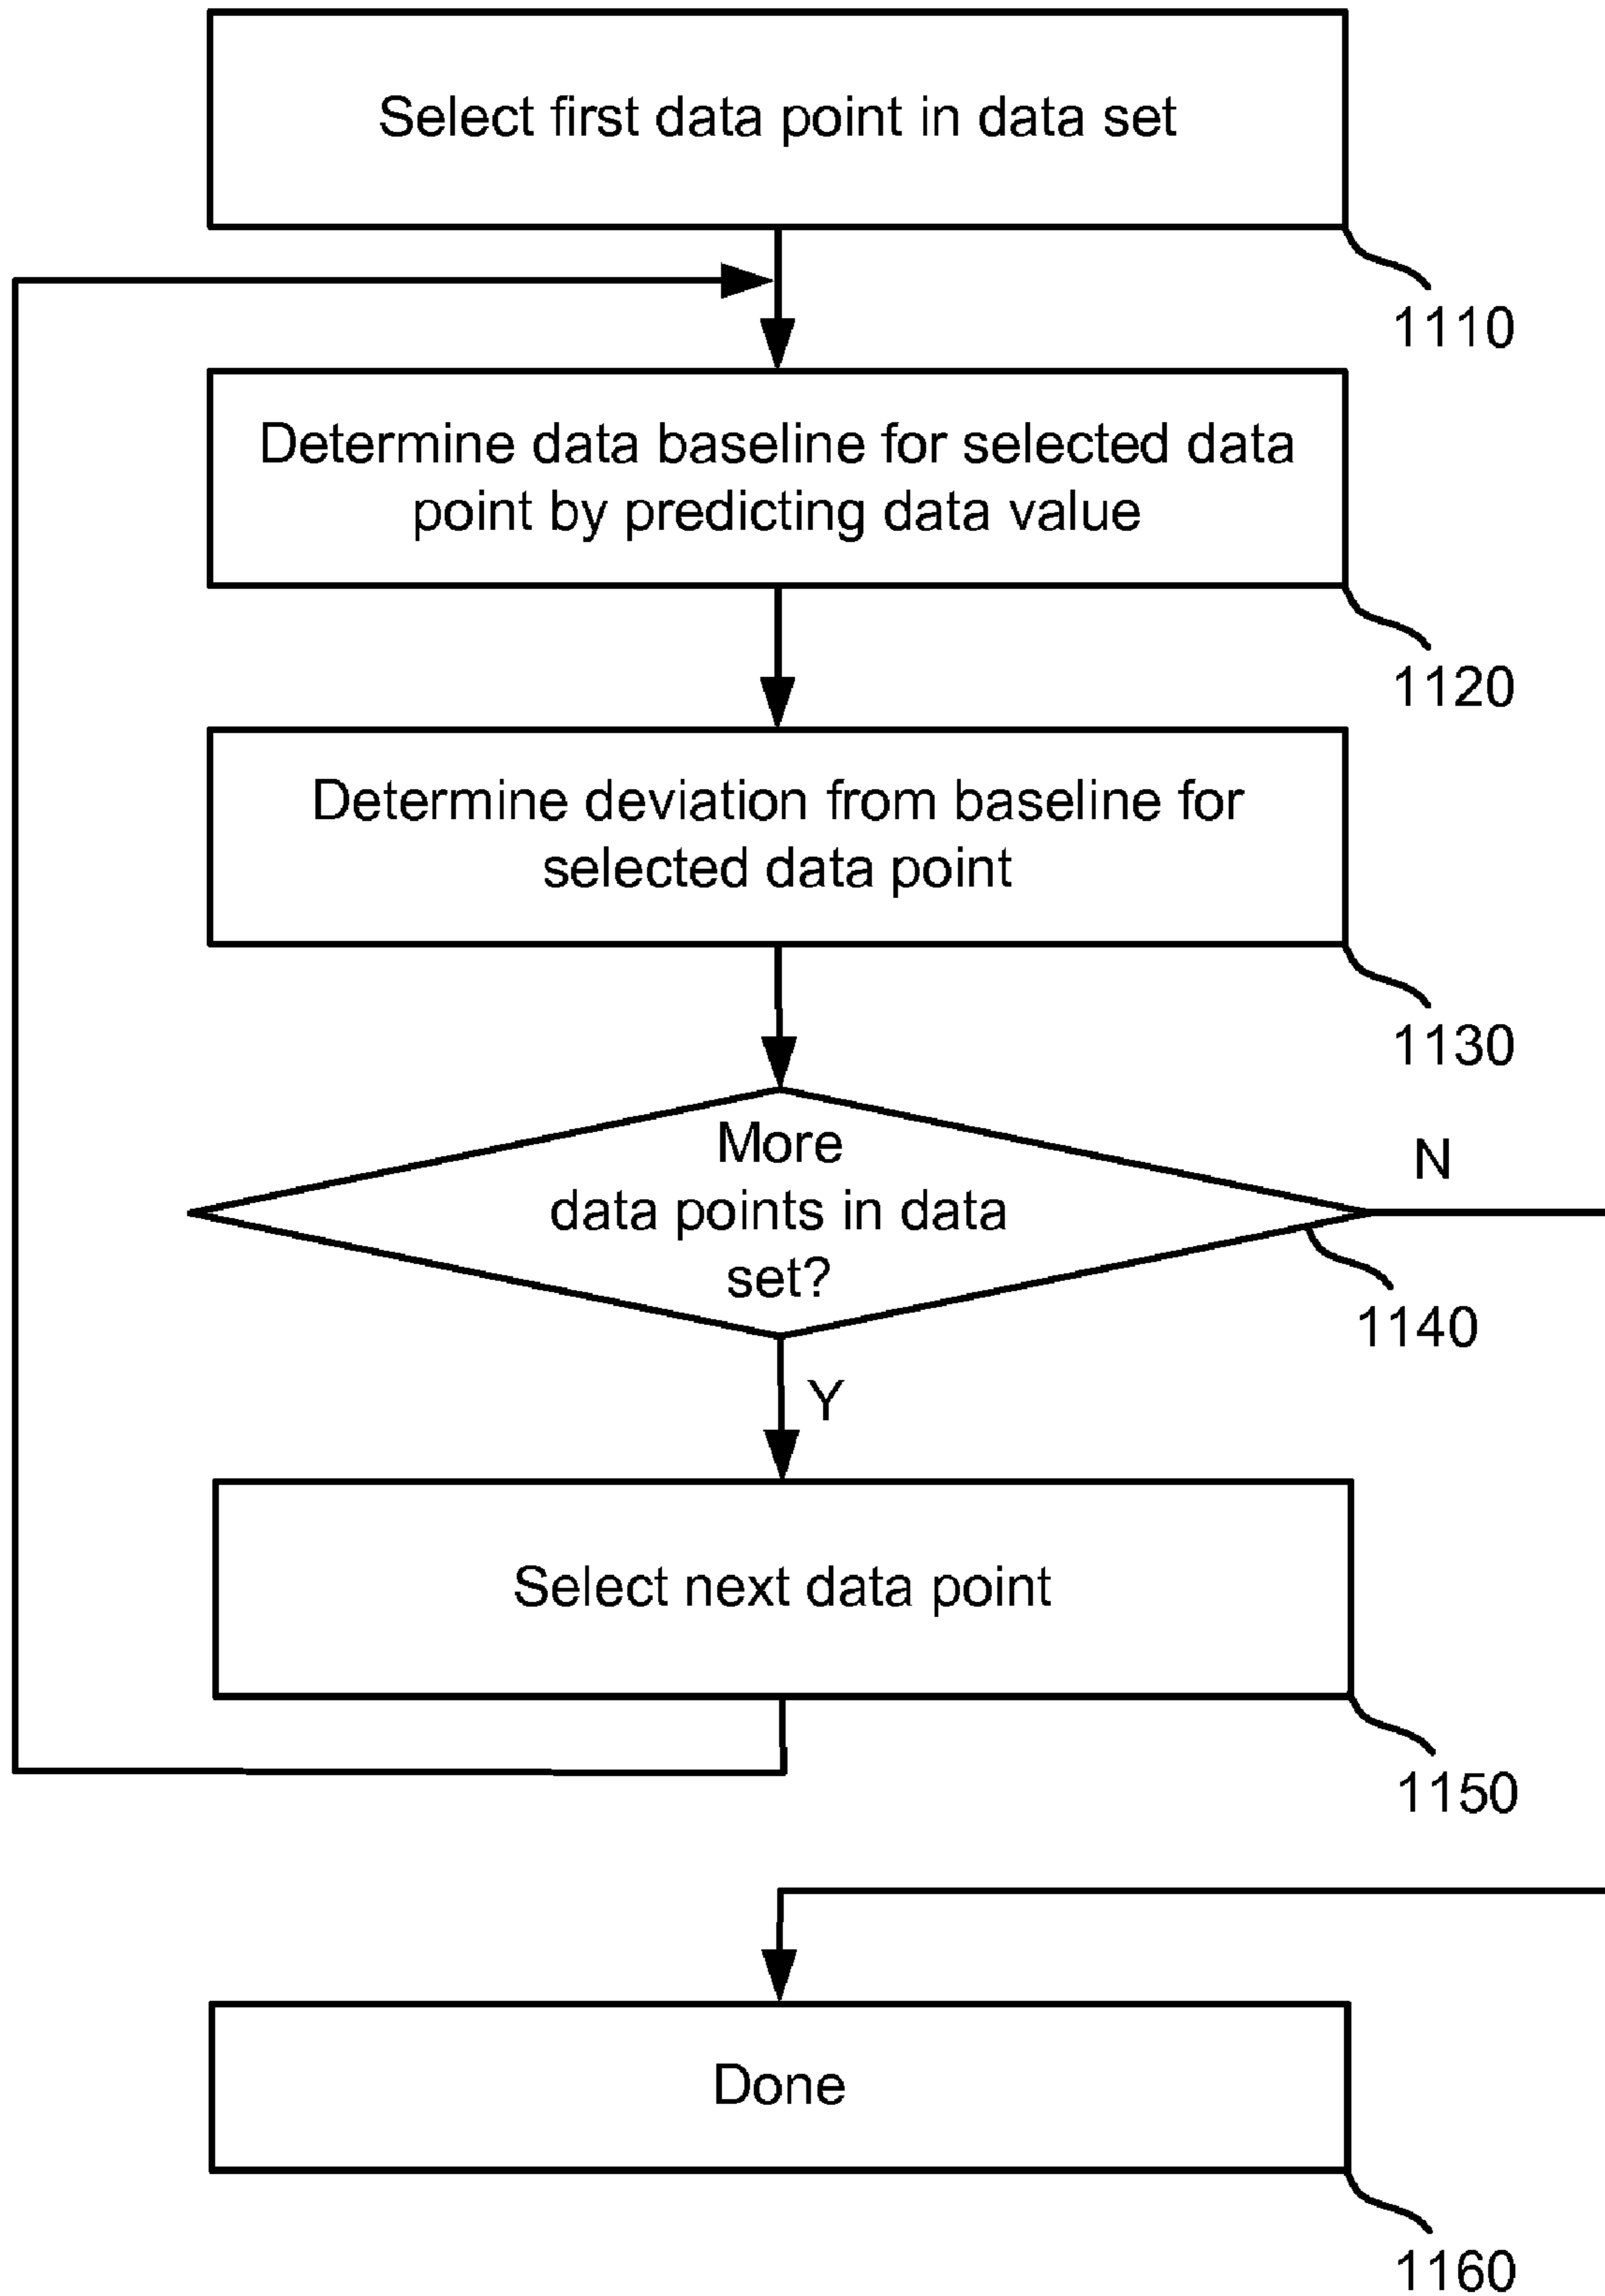 Select first data point in data set
1110
Determine data baseline for selected data
point by predicting data value
1120
Determine deviation from baseline for
selected data point
1130
More
data points in data
set?
N
1140
Y
Select next data point
1150
Done
1160